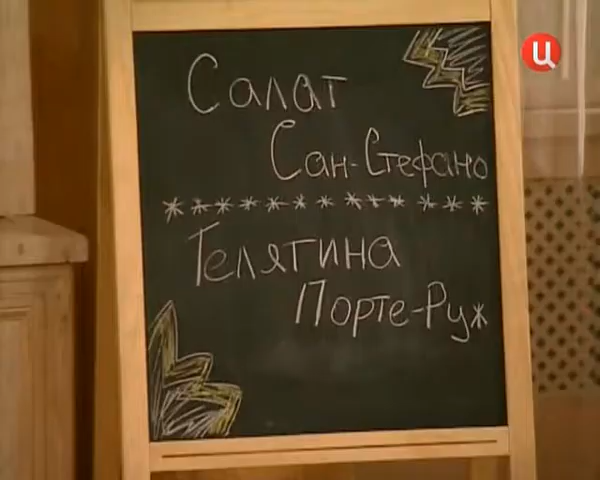 Салат
Сан-Стефано
Телятина
Порте-Руж
ц